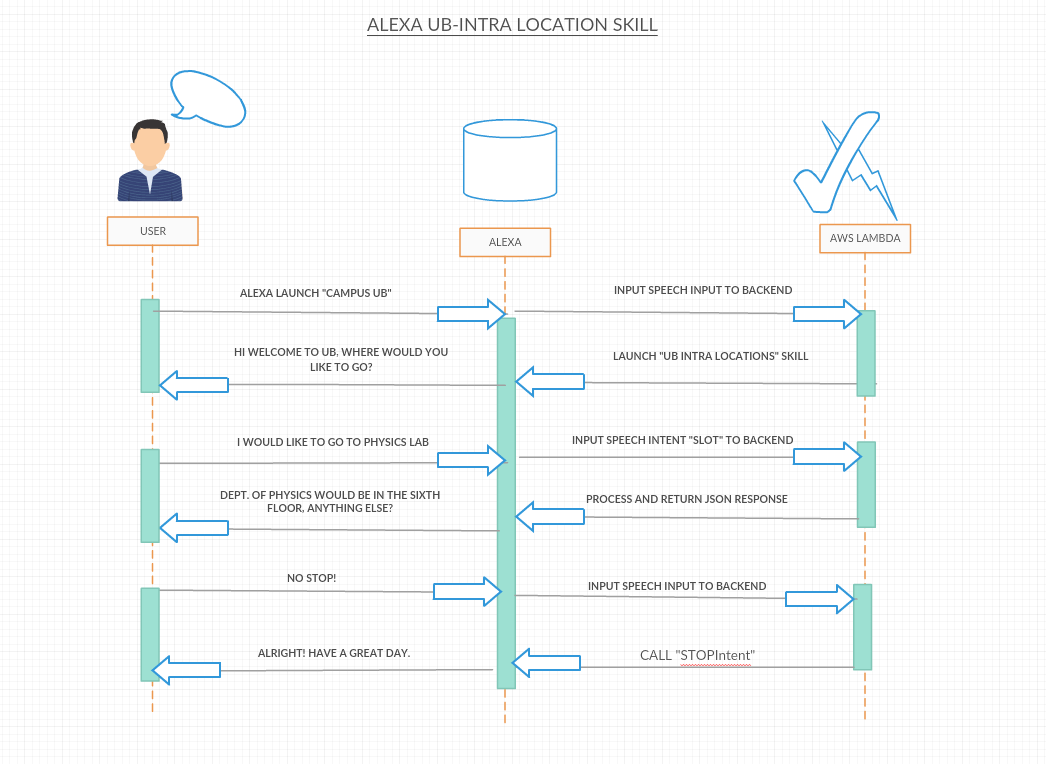 ALEXA UB-INTRA LOCATION SKILL
USER
ALEXA
AWS LAMBDA
ALEXA LAUNCH "CAMPUS UB"
INPUT SPEECH INPUT TO BACKEND
HI WELCOME TO UB, WHERE WOULD YOU
LIKE TO GO?
LAUNCH "UB INTRA LOCATIONS" SKILL
I WOULD LIKE TO GO TO PHYSICS LAB
INPUT SPEECH INTENT "SLOT" TO BACKEND
DEPT. OF PHYSICS WOULD BE IN THE SIXTH
FLOOR, ANYTHING ELSE?
PROCESS AND RETURN JSON RESPONSE
NO STOP!
INPUT SPEECH INPUT TO BACKEND
ALRIGHT! HAVE A GREAT DAY.
CALL "STOPIntent"